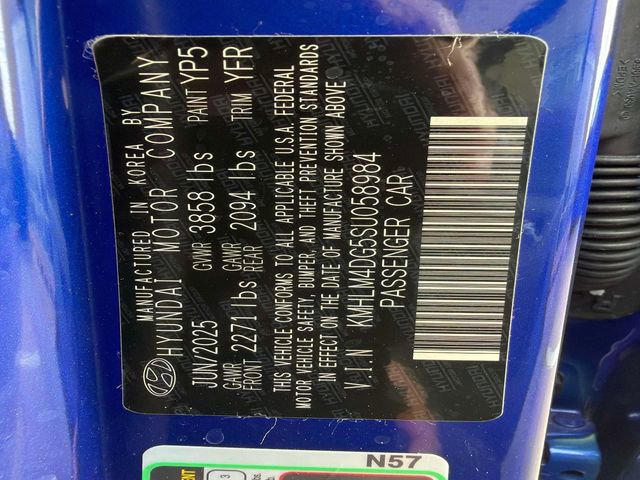 MANUFACTURED IN KOREA BY
HYUNDAI MOTOR COMPANY
JUN/2025 GVWR 3858 lbs PAINT YP5
GAWR FRONT 2271 lbs GAWR REAR 2094 lbs TRIM YFR
THIS VEHICLE CONFORMS TO ALL APPLICABLE U.S.A. FEDERAL
MOTOR VEHICLE SAFETY, BUMPER, AND THEFT PREVENTION STANDARDS
IN EFFECT ON THE DATE OF MANUFACTURE SHOWN ABOVE
V.I.N KMHLM4DG5SU058984
PASSENGER CAR
N57